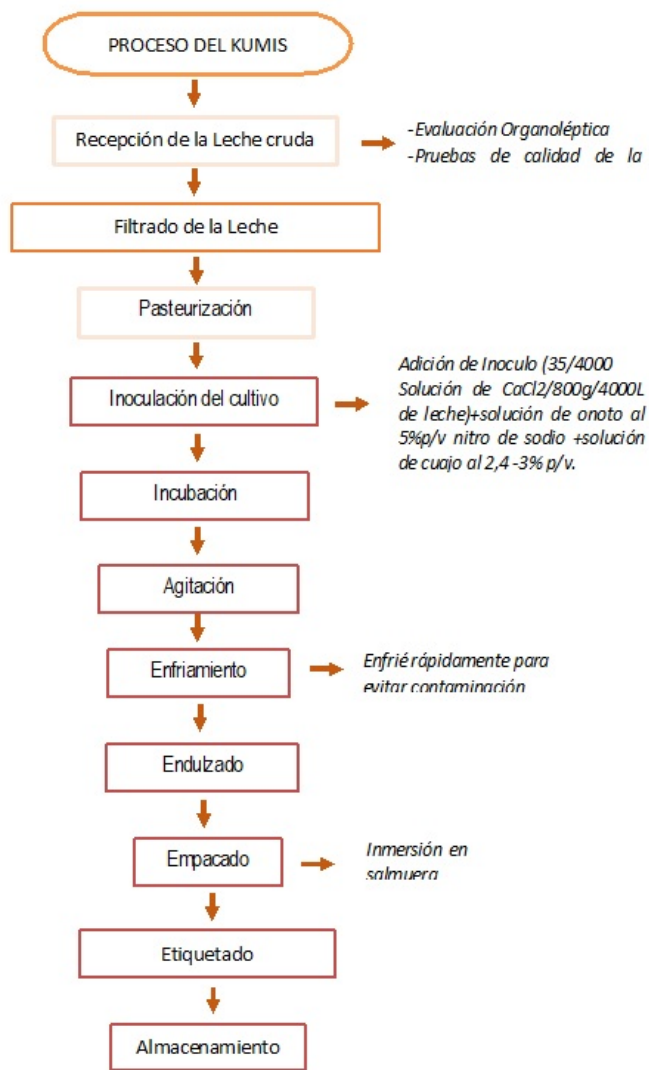 PROCESO DEL KUMIS
Recepción de la Leche cruda
-Evaluación Organoléptica
-Pruebas de calidad de la
Filtrado de la Leche
Pasteurización
Inoculación del cultivo
Adición de Inoculo (35/4000
Solución de CaCl2/800g/4000L
de leche)+solución de onoto al
5%p/v nitro de sodio +solución
de cuajo al 2,4 -3% p/v.
Incubación
Agitación
Enfriamiento
Enfrié rápidamente para
evitar contaminación
Endulzado
Empacado
Inmersión en
salmuera
Etiquetado
Almacenamiento